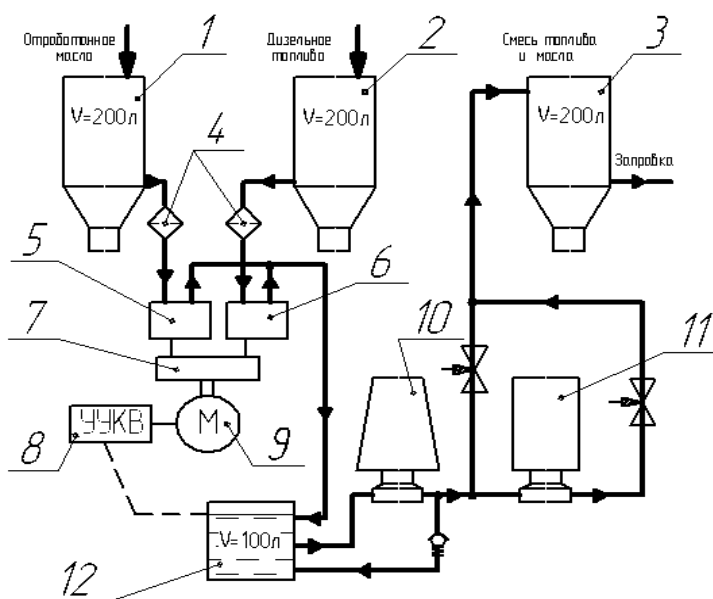 Отработанное
масло
1
Дизельное
топливо
2
Смесь топлива
и масла
3
V=200л
V=200л
V=200л
4
Заправка
5
6
7
10
11
8
УУКВ
М
9
V=100л
12